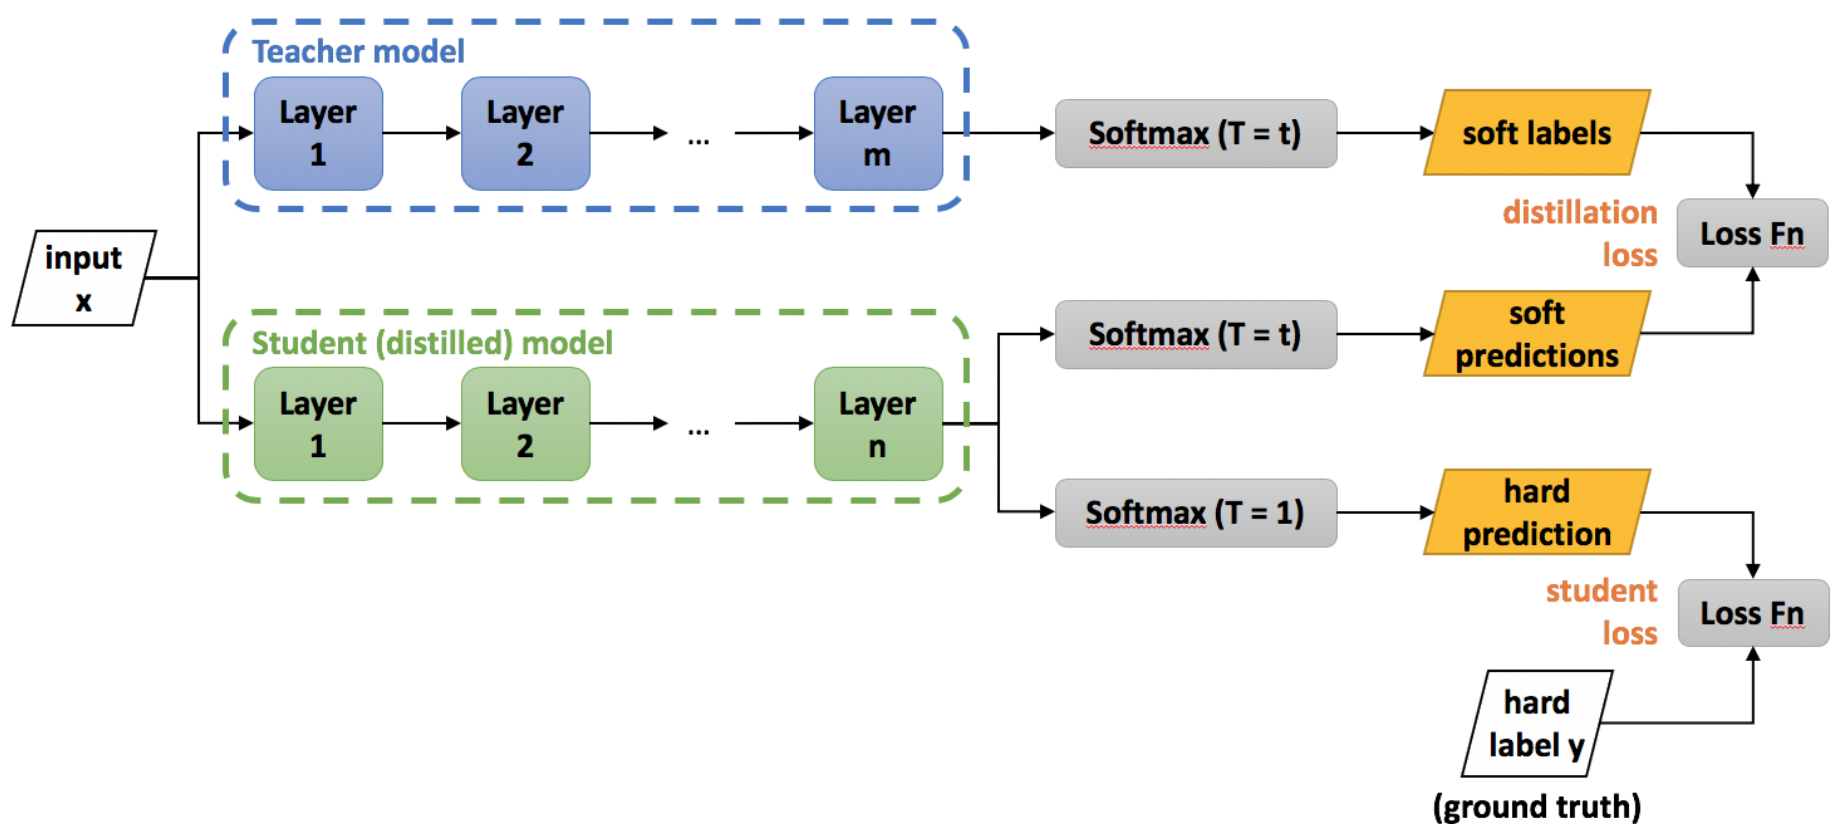 Teacher model
Layer
1
Layer
2
...
Layer
m
Softmax (T = t)
soft labels
distillation
loss
Loss Fn
input
x
Student (distilled) model
Layer
1
Layer
2
...
Layer
n
Softmax (T = t)
soft
predictions
Softmax (T = 1)
hard
prediction
student
loss
Loss Fn
hard
label y
(ground truth)